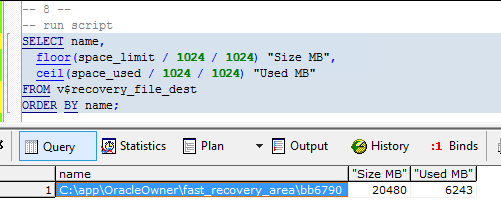 -- 8 --
-- run script
SELECT name,
floor(space_limit / 1024 / 1024) "Size MB",
ceil(space_used / 1024 / 1024) "Used MB"
FROM v$recovery_file_dest
ORDER BY name;
Query Statistics Plan Output History :1 Binds
name "Size MB" "Used MB"
1 C:\app\OracleOwner\fast_recovery_area\bb6790 20480 6243